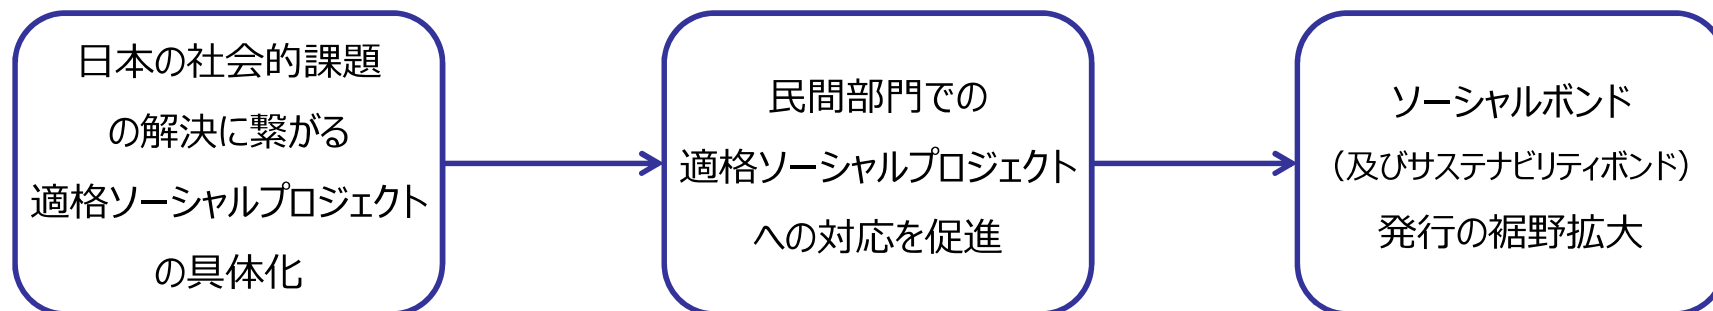 日本の社会的課題
の解決に繋がる
適格ソーシャルプロジェクト
の具体化
民間部門での
適格ソーシャルプロジェクト
への対応を促進
ソーシャルボンド
（及びサステナビリティボンド）
発行の裾野拡大